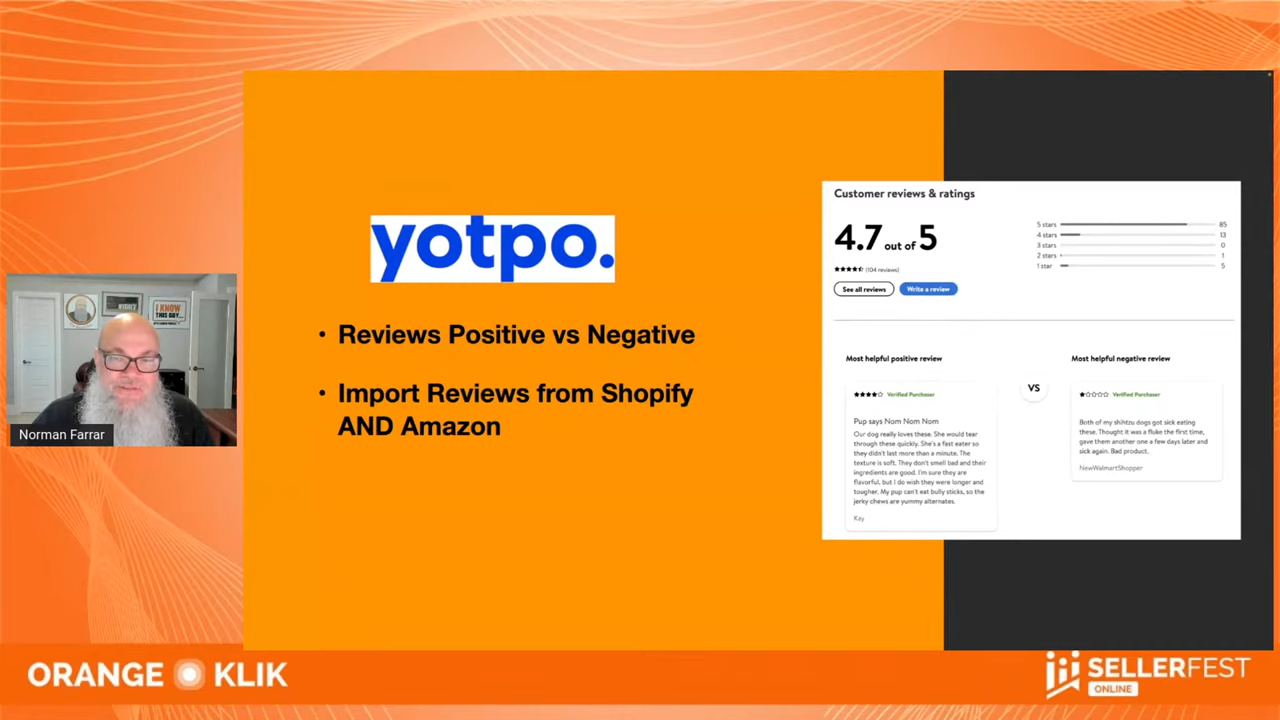 yotpo.
• Reviews Positive vs Negative
• Import Reviews from Shopify
AND Amazon
Customer reviews & ratings
4.7 out of 5
(104 reviews)
See all reviews
Write a review
5 stars 85
4 stars 13
3 stars 0
2 stars 1
1 star 5
Most helpful positive review
Verified Purchaser
Pup says Nom Nom Nom
Our dog really loves these. She would tear
through these quickly. She's a fast eater so
they didn't last more than a minute. The
texture is soft. They don't smell bad and their
ingredients are good. I'm sure they are
flavorful, but I do wish they were longer and
tougher. My pup can't eat bully sticks, so the
jerky chews are yummy alternates.
Kay
VS
Most helpful negative review
Verified Purchaser
Both of my shihtzu dogs got sick eating
these. Thought it was a fluke the first time,
gave them another one a few days later and
sick again. Bad product.
NewWalmartShopper
I KNOW
THIS GUY...
Norman Farrar
ORANGE KLIK
SELLERFEST
ONLINE